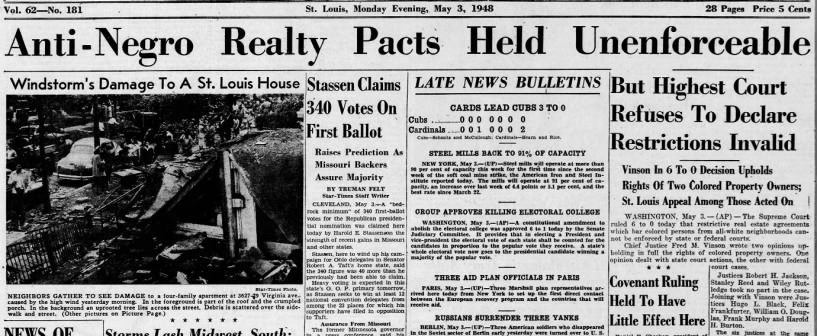 Vol. 62—No. 181
St. Louis, Monday Evening, May 3, 1948
28 Pages Price 5 Cents
Anti-Negro Realty Pacts Held Unenforceable
Windstorm's Damage To A St. Louis House
Star-Times Photo.
NEIGHBORS GATHER TO SEE DAMAGE to a four-family apartment at 3627-29 Virginia ave.,
caused by the high wind yesterday morning. In the foreground is part of the roof and the crumpled
porch. In the background an uprooted tree lies across the street. Debris is scattered over the side-
walk and street. (Other pictures on Picture Page.)
NEWS OF
Storms Lash Midwest, South;
Stassen Claims
340 Votes On
First Ballot
Raises Prediction As
Missouri Backers
Assure Majority
BY TRUMAN FELT
Star-Times Staff Writer
CLEVELAND, May 3.—A "bed-
rock minimum" of 340 first-ballot
votes for the Republican presiden-
tial nomination was claimed here
today by Harold E. Stassen on the
strength of recent gains in Missouri
and other states.
Stassen, here to wind up his cam-
paign for Ohio delegates in Senator
Robert A. Taft's home state, said
the 340 figure was 40 more than he
previously had been able to claim.
Heavy voting is expected in this
state's G. O. P. primary tomorrow.
Stassen needs to win at least 12
national convention delegates from
among the 23 places for which his
supporters have filed in opposition
to Taft.
Assurance From Missouri
The former Minnesota governor
LATE NEWS BULLETINS
CARDS LEAD CUBS 3 TO 0
Cubs 0 0 0 0 0 0 0
Cardinals 0 0 1 0 0 0 2
Cubs—Schmitz and McCullough; Cardinals—Hearn and Rice.
STEEL MILLS BACK TO 91% OF CAPACITY
NEW YORK, May 3.—(UP)—Steel mills will operate at more than
90 per cent of capacity this week for the first time since the second
week of the soft coal mine strike, the American Iron and Steel Insti-
tute reported today. The mills will operate at 91 per cent of ca-
pacity, an increase over last week of 4.4 points or 5.1 per cent, and the
best rate since March 22.
GROUP APPROVES KILLING ELECTORAL COLLEGE
WASHINGTON, May 3.—(AP)—A constitutional amendment to
abolish the electoral college was approved 6 to 1 today by the Senate
Judiciary Committee. It provides that in electing a President and
vice-president the electoral vote of each state shall be counted for the
nominees in proportion to the popular vote they receive. A state's
whole electoral vote now goes to the presidential candidate winning a
majority of the popular vote.
THREE AID PLAN OFFICIALS IN PARIS
PARIS, May 3—(UP)—Three Marshall plan representatives ar-
rived here today from New York to set up the first direct contact
between the European recovery program and the countries that will
receive aid.
RUSSIANS SURRENDER THREE YANKS
BERLIN, May 3—(UP)—Three American soldiers who disappeared
in the Soviet sector of Berlin early yesterday were turned over to U. S.
But Highest Court
Refuses To Declare
Restrictions Invalid
Vinson In 6 To 0 Decision Upholds
Rights Of Two Colored Property Owners;
St. Louis Appeal Among Those Acted On
WASHINGTON, May 3.—(AP)—The Supreme Court
ruled 6 to 0 today that restrictive real estate agreements
which bar colored persons from all-white neighborhoods can-
not be enforced by state or federal courts.
Chief Justice Fred M. Vinson wrote two opinions up-
holding in full the rights of colored property owners. One
opinion dealt with state court actions, the other with federal
court cases.
Covenant Ruling
Held To Have
Little Effect Here
Justices Robert H. Jackson,
Stanley Reed and Wiley Rut-
ledge took no part in the case.
Joining with Vinson were Jus-
tices Hugo L. Black, Felix
Frankfurter, William O. Doug-
las, Frank Murphy and Harold
H. Burton.
The six justices at the same